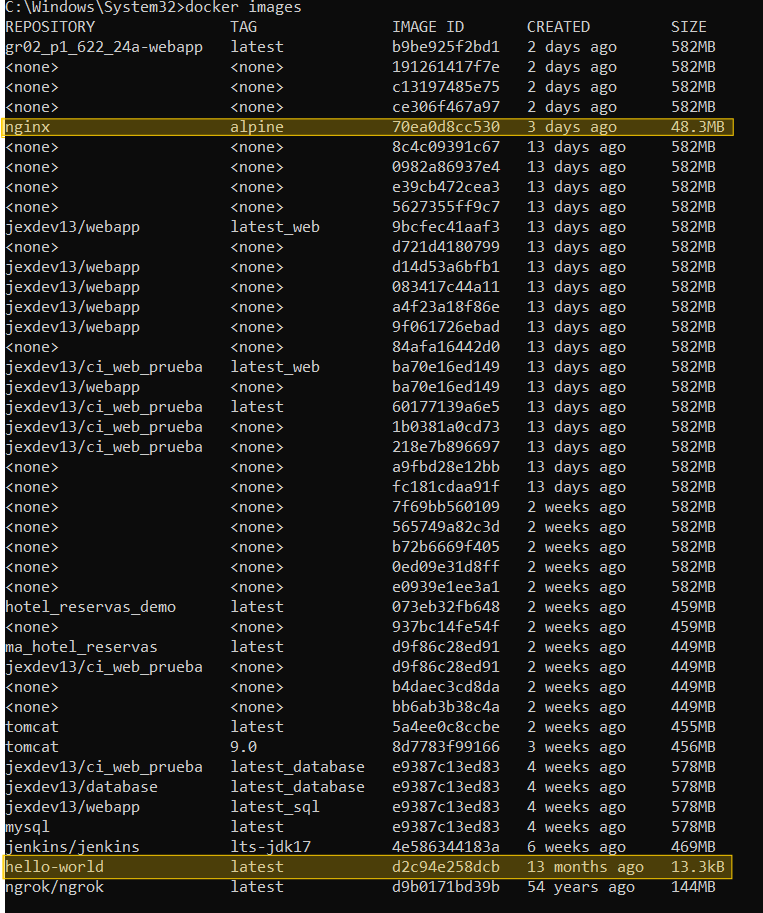 C:\Windows\System32>docker images
REPOSITORY TAG IMAGE ID CREATED SIZE
gr02_p1_622_24a-webapp latest b9be925f2bd1 2 days ago 582MB
<none> <none> 191261417f7e 2 days ago 582MB
<none> <none> c13197485e75 2 days ago 582MB
<none> <none> ce306f467a97 2 days ago 582MB
nginx alpine 70ea0d8cc530 3 days ago 48.3MB
<none> <none> 8c4c09391c67 13 days ago 582MB
<none> <none> 0982a86937e4 13 days ago 582MB
<none> <none> e39cb472cea3 13 days ago 582MB
<none> <none> 5627355ff9c7 13 days ago 582MB
jexdev13/webapp latest_web 9bcfec41aaf3 13 days ago 582MB
<none> <none> d721d4180799 13 days ago 582MB
jexdev13/webapp <none> d14d53a6bfb1 13 days ago 582MB
jexdev13/webapp <none> 083417c44a11 13 days ago 582MB
jexdev13/webapp <none> a4f23a18f86e 13 days ago 582MB
jexdev13/webapp <none> 9f061726ebad 13 days ago 582MB
<none> <none> 84afa16442d0 13 days ago 582MB
jexdev13/ci_web_prueba latest_web ba70e16ed149 13 days ago 582MB
jexdev13/webapp <none> ba70e16ed149 13 days ago 582MB
jexdev13/ci_web_prueba latest 60177139a6e5 13 days ago 582MB
jexdev13/ci_web_prueba <none> 1b0381a0cd73 13 days ago 582MB
jexdev13/ci_web_prueba <none> 218e7b896697 13 days ago 582MB
<none> <none> a9fbd28e12bb 13 days ago 582MB
<none> <none> fc181cdaa91f 13 days ago 582MB
<none> <none> 7f69bb560109 2 weeks ago 582MB
<none> <none> 565749a82c3d 2 weeks ago 582MB
<none> <none> b72b6669f405 2 weeks ago 582MB
<none> <none> 0ed09e31d8ff 2 weeks ago 582MB
<none> <none> e0939e1ee3a1 2 weeks ago 582MB
hotel_reservas_demo latest 073eb32fb648 2 weeks ago 459MB
<none> <none> 937bc14fe54f 2 weeks ago 459MB
ma_hotel_reservas latest d9f86c28ed91 2 weeks ago 449MB
jexdev13/ci_web_prueba <none> d9f86c28ed91 2 weeks ago 449MB
<none> <none> b4daec3cd8da 2 weeks ago 449MB
<none> <none> bb6ab3b38c4a 2 weeks ago 449MB
tomcat latest 5a4ee0c8ccbe 2 weeks ago 455MB
tomcat 9.0 8d7783f99166 3 weeks ago 456MB
jexdev13/ci_web_prueba latest_database e9387c13ed83 4 weeks ago 578MB
jexdev13/database latest_database e9387c13ed83 4 weeks ago 578MB
jexdev13/webapp latest_sql e9387c13ed83 4 weeks ago 578MB
mysql latest e9387c13ed83 4 weeks ago 578MB
jenkins/jenkins lts-jdk17 4e586344183a 6 weeks ago 469MB
hello-world latest d2c94e258dcb 13 months ago 13.3kB
ngrok/ngrok latest d9b0171bd39b 54 years ago 144MB